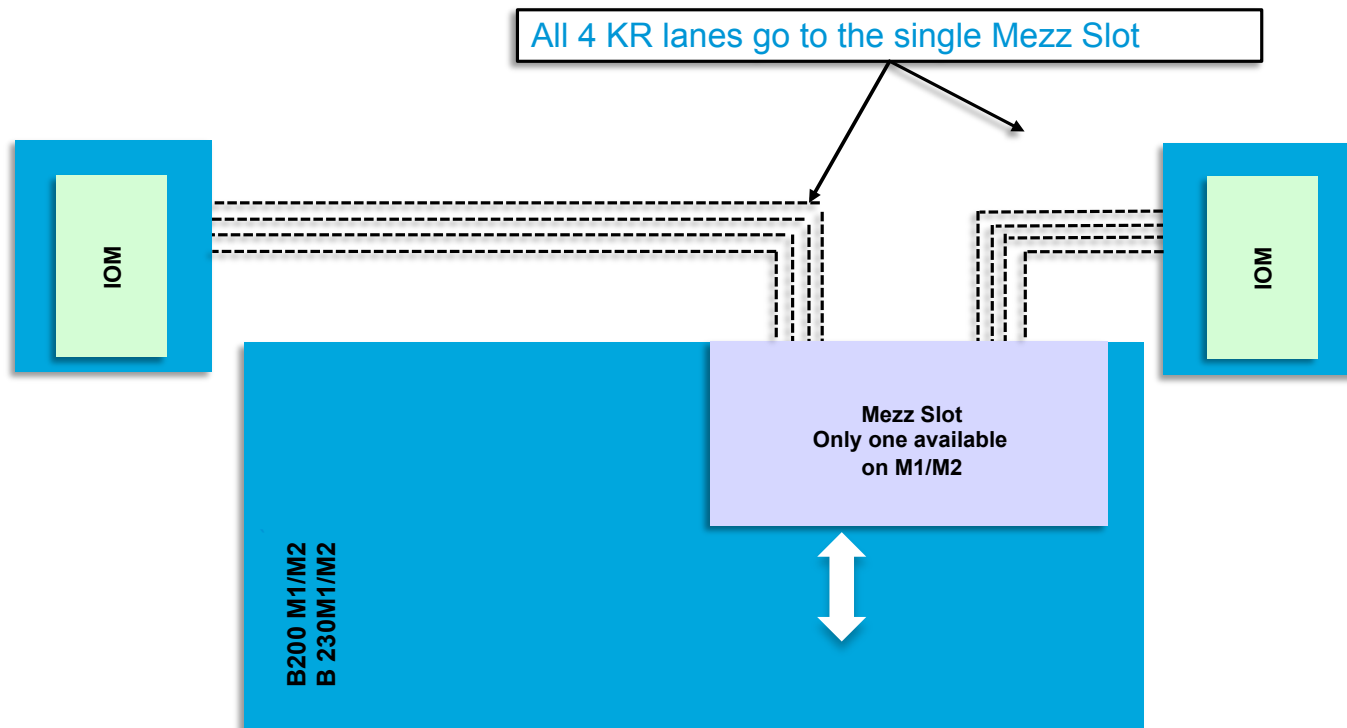 All 4 KR lanes go to the single Mezz Slot
IOM
IOM
Mezz Slot
Only one available
on M1/M2
B200 M1/M2
B 230M1/M2